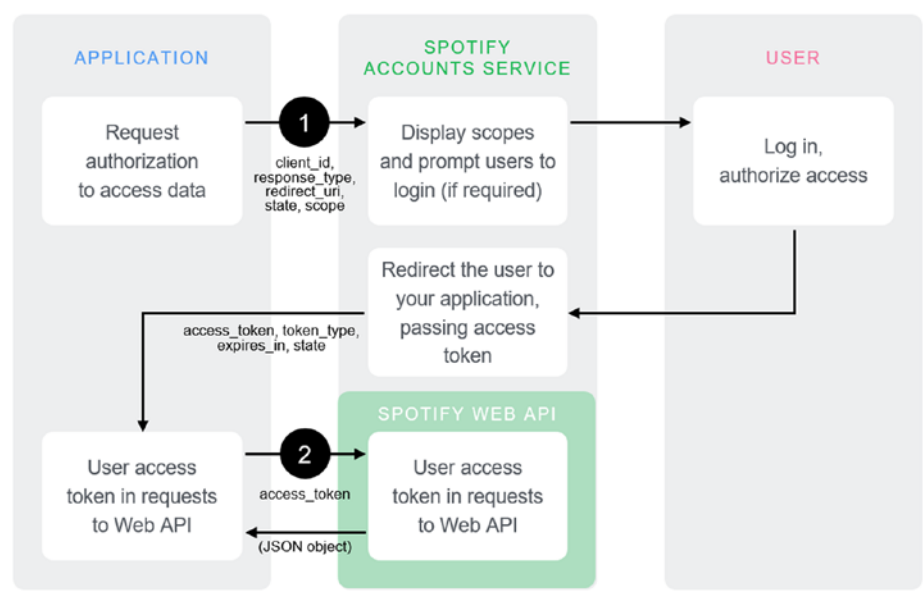 APPLICATION
SPOTIFY
ACCOUNTS SERVICE
USER
Request
authorization
to access data
1
client_id,
response_type,
redirect_uri,
state, scope
Display scopes
and prompt users to
login (if required)
Log in,
authorize access
Redirect the user to
your application,
passing access
token
access_token, token_type,
expires_in, state
SPOTIFY WEB API
User access
token in requests
to Web API
2
access_token
(JSON object)
User access
token in requests
to Web API